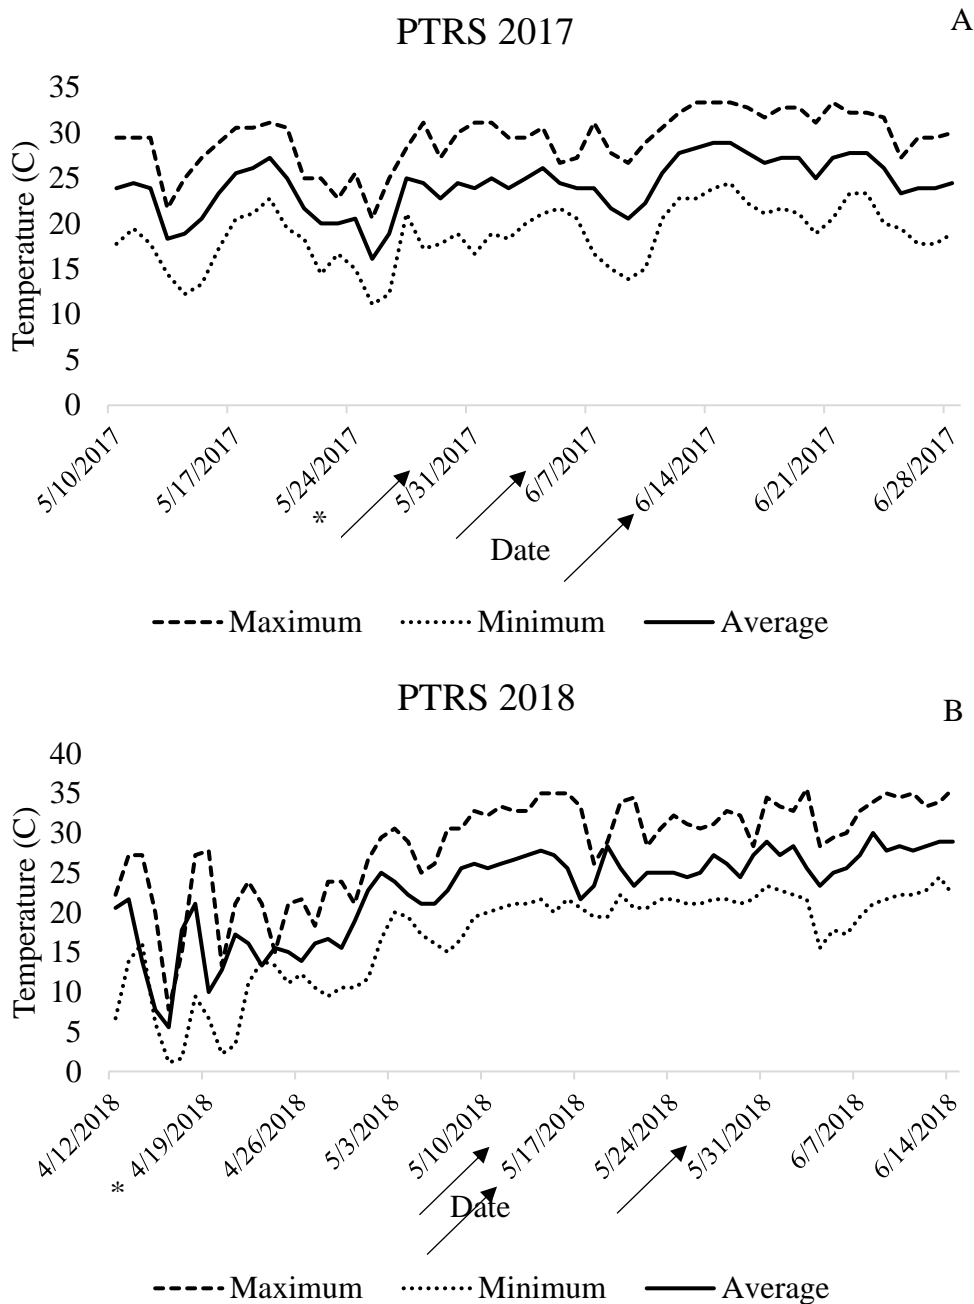 PTRS 2017
A
Temperature (C)
35
30
25
20
15
10
5
0
5/10/2017
5/17/2017
5/24/2017
5/31/2017
6/7/2017
6/14/2017
6/21/2017
6/28/2017
*
Date
Maximum
Minimum
Average
PTRS 2018
B
Temperature (C)
40
35
30
25
20
15
10
5
0
4/12/2018
4/19/2018
4/26/2018
5/3/2018
5/10/2018
5/17/2018
5/24/2018
5/31/2018
6/7/2018
6/14/2018
*
Date
Maximum
Minimum
Average